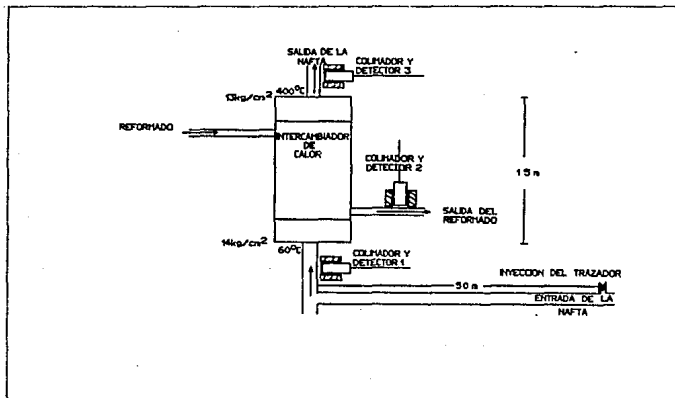 SALIDA DE LA
NAFTA
COLIMADOR Y
DETECTOR 3
13kg/cm²
400°C
REFORMADO
INTERCAMBIADOR
DE
CALOR
COLIMADOR Y
DETECTOR 2
15 m
SALIDA DEL
REFORMADO
14kg/cm²
60°C
COLIMADOR Y
DETECTOR 1
INYECCION DEL TRAZADOR
50 m
ENTRADA DE LA
NAFTA